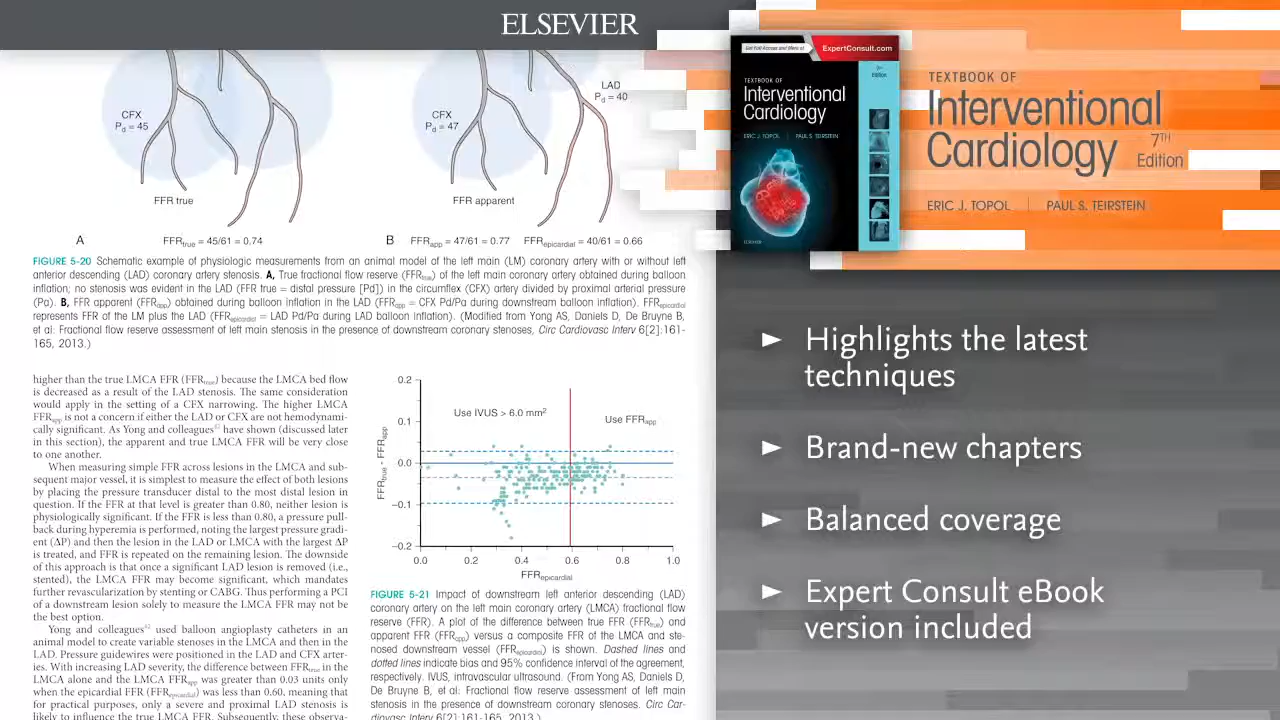 ELSEVIER
CFX
Pd = 45
FFR true
A
FFRtrue = 45/61 = 0.74
CFX
Pd = 47
LAD
Pd = 40
FFR apparent
B
FFRapp = 47/61 = 0.77 FFRepicardial = 40/61 = 0.66
FIGURE 5-20 Schematic example of physiologic measurements from an animal model of the left main (LM) coronary artery with or without left
anterior descending (LAD) coronary artery stenosis. A, True fractional flow reserve (FFRtrue) of the left main coronary artery obtained during balloon
inflation; no stenosis was evident in the LAD (FFR true = distal pressure [Pd]) in the circumflex (CFX) artery divided by proximal arterial pressure
(Pa). B, FFR apparent (FFRapp) obtained during balloon inflation in the LAD (FFRapp = CFX Pd/Pa during downstream balloon inflation). FFRepicardial
represents FFR of the LM plus the LAD (FFRepicardial = LAD Pd/Pa during LAD balloon inflation). (Modified from Yong AS, Daniels D, De Bruyne B,
et al: Fractional flow reserve assessment of left main stenosis in the presence of downstream coronary stenoses, Circ Cardiovasc Interv 6[2]:161-
165, 2013.)
higher than the true LMCA FFR (FFRtrue) because the LMCA bed flow
is decreased as a result of the LAD stenosis. The same consideration
would apply in the setting of a CFX narrowing. The higher LMCA
FFRapp is not a concern if either the LAD or CFX are not hemodynami-
cally significant. As Yong and colleagues have shown (discussed later
in this section), the apparent and true LMCA FFR will be very close
to one another.
When measuring simple FFR across lesions in the LMCA and sub-
sequent major vessel, it is simplest to measure the FFR of both lesions
by placing the pressure transducer distal to the most distal lesion in
question. If the FFR at that level is greater than 0.80, neither lesion is
physiologically significant. If the FFR is less than 0.80, a pressure pull-
back during hyperemia is performed, noting the largest pressure gradi-
ent (ΔP) and then the lesion in the LAD or LMCA with the largest ΔP
is treated, and FFR is repeated on the remaining lesion. The downside
of this approach is that once a significant LAD lesion is removed (i.e.,
stented), the LMCA FFR may become significant, which mandates
further revascularization by stenting or CABG. Thus performing a PCI
of a downstream lesion solely to measure the LMCA FFR may not be
the best option.
Yong and colleagues used balloon angioplasty catheters in an
animal model to create variable stenoses in the LMCA and then in the
LAD. Pressure guidewires were positioned in the LAD and CFX arter-
ies. With increasing LAD severity, the difference between FFRtrue in the
LMCA alone and the LMCA FFRapp was greater than 0.03 units only
when the epicardial FFR (FFRepicardial) was less than 0.60, meaning that
for practical purposes, only a severe and proximal LAD stenosis is
likely to influence the true LMCA FFR. Subsequently, these observa-
0.2
0.1
0.0
–0.1
–0.2
FFRtrue - FFRapp
Use IVUS > 6.0 mm²
Use FFRapp
0.0 0.2 0.4 0.6 0.8 1.0
FFRepicardial
FIGURE 5-21 Impact of downstream left anterior descending (LAD)
coronary artery on the left main coronary artery (LMCA) fractional flow
reserve (FFR). A plot of the difference between true FFR (FFRtrue) and
apparent FFR (FFRapp) versus a composite FFR of the LMCA and ste-
nosed downstream vessel (FFRepicardial) is shown. Dashed lines and
dotted lines indicate bias and 95% confidence interval of the agreement,
respectively. IVUS, intravascular ultrasound. (From Yong AS, Daniels D,
De Bruyne B, et al: Fractional flow reserve assessment of left main
stenosis in the presence of downstream coronary stenoses. Circ Car-
diovasc Interv 6[2]:161-165, 2013.)
ExpertConsult.com
7th
Edition
TEXTBOOK OF
Interventional
Cardiology
ERIC J. TOPOL | PAUL S. TEIRSTEIN
ELSEVIER
TEXTBOOK OF
Interventional
Cardiology
7TH
Edition
ERIC J. TOPOL | PAUL S. TEIRSTEIN
► Highlights the latest
techniques
► Brand-new chapters
► Balanced coverage
► Expert Consult eBook
version included